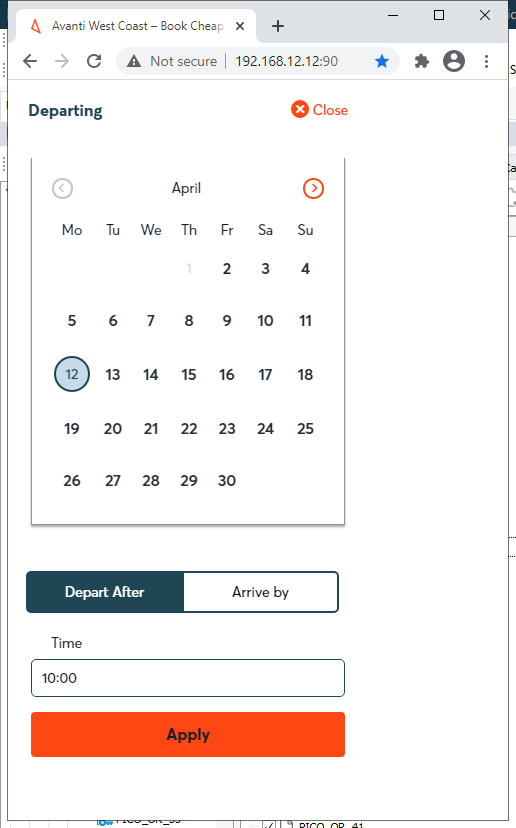 Avanti West Coast – Book Cheap
Not secure
192.168.12.12:90
Departing
Close
April
Mo Tu We Th Fr Sa Su
1 2 3 4
5 6 7 8 9 10 11
12 13 14 15 16 17 18
19 20 21 22 23 24 25
26 27 28 29 30
Depart After
Arrive by
Time
10:00
Apply